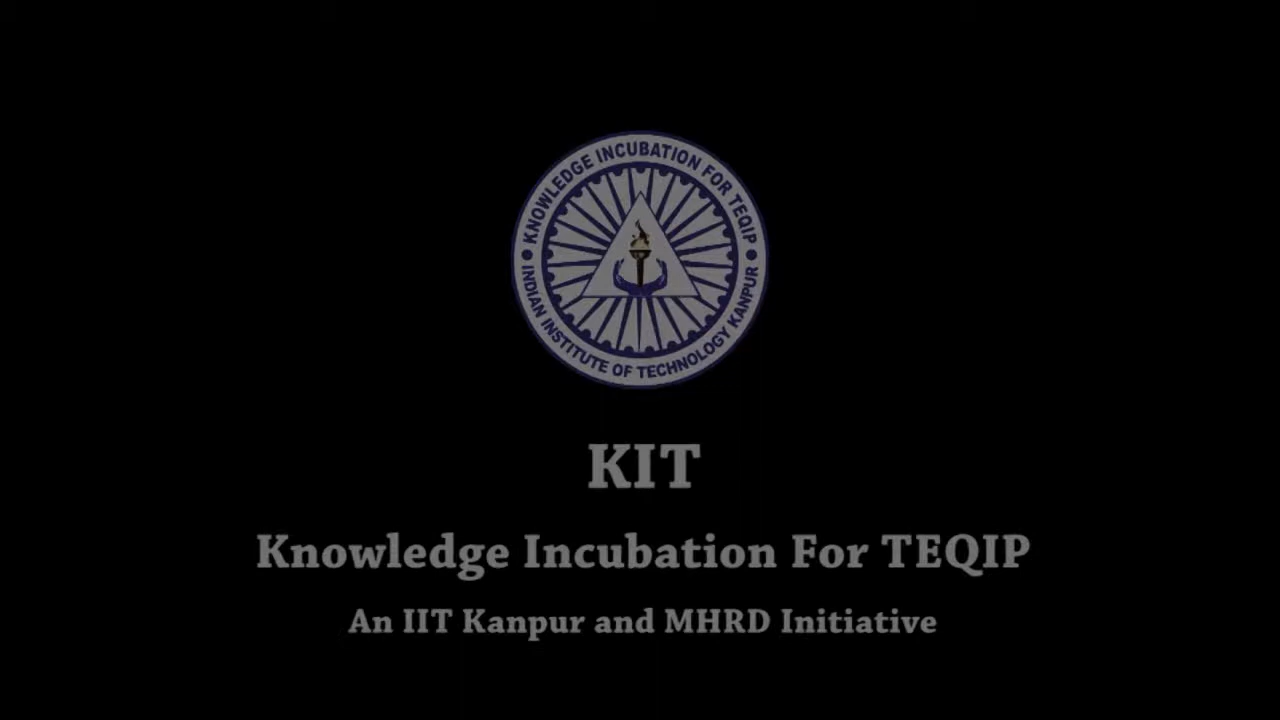 KNOWLEDGE INCUBATION FOR TEQIP
INDIAN INSTITUTE OF TECHNOLOGY KANPUR
KIT
Knowledge Incubation For TEQIP
An IIT Kanpur and MHRD Initiative